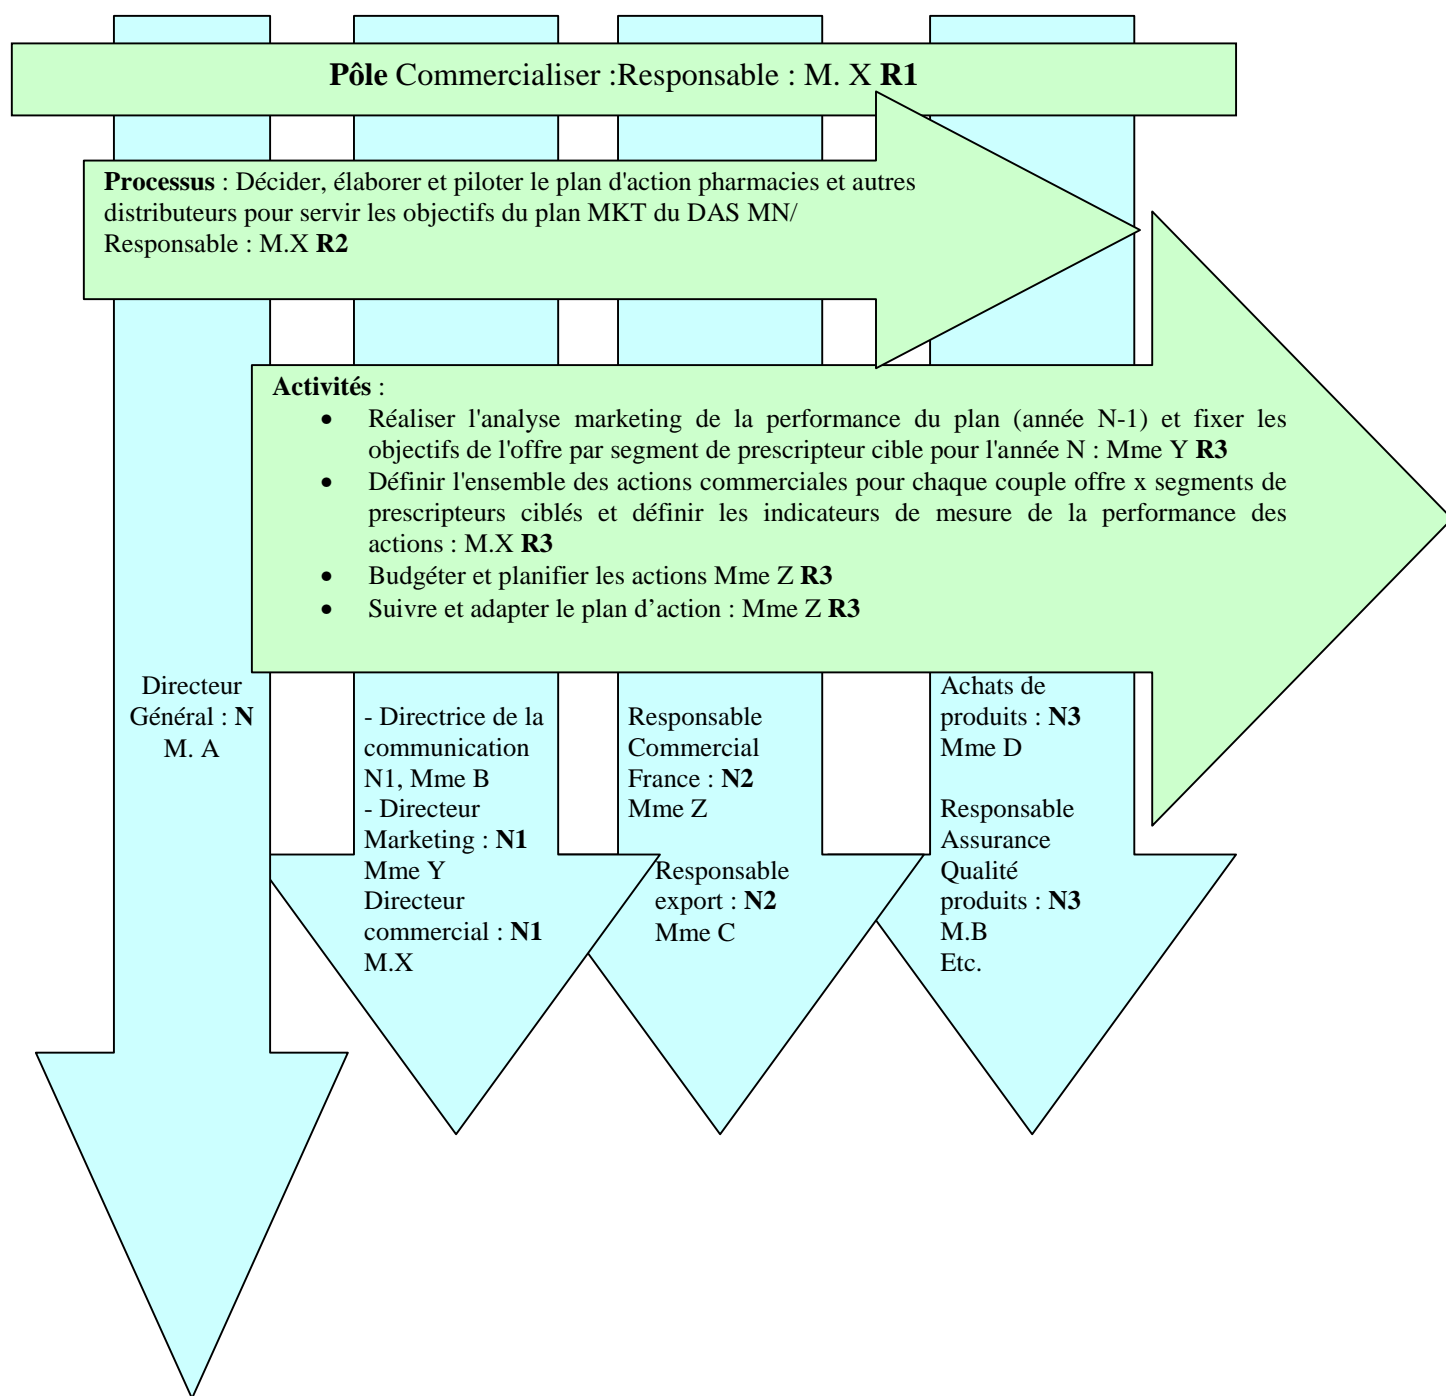 Pôle Commercialiser :Responsable : M. X R1
Processus : Décider, élaborer et piloter le plan d'action pharmacies et autres
distributeurs pour servir les objectifs du plan MKT du DAS MN/
Responsable : M.X R2
Activités :
• Réaliser l'analyse marketing de la performance du plan (année N-1) et fixer les
objectifs de l'offre par segment de prescripteur cible pour l'année N : Mme Y R3
• Définir l'ensemble des actions commerciales pour chaque couple offre x segments de
prescripteurs ciblés et définir les indicateurs de mesure de la performance des
actions : M.X R3
• Budgéter et planifier les actions Mme Z R3
• Suivre et adapter le plan d’action : Mme Z R3
Directeur
Général : N
M. A
- Directrice de la
communication
N1, Mme B
- Directeur
Marketing : N1
Mme Y
Directeur
commercial : N1
M.X
Responsable
Commercial
France : N2
Mme Z
Responsable
export : N2
Mme C
Achats de
produits : N3
Mme D
Responsable
Assurance
Qualité
produits : N3
M.B
Etc.